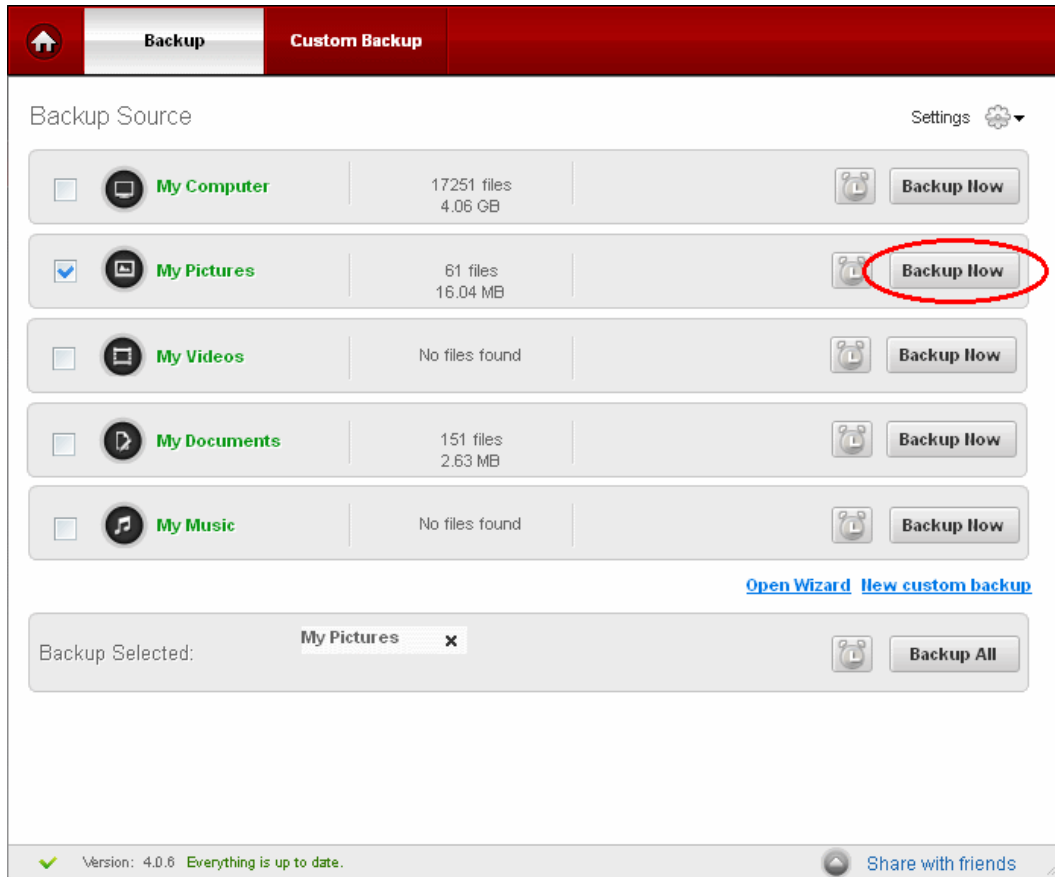 Backup
Custom Backup
Backup Source
Settings
My Computer
17251 files
4.06 GB
Backup Now
My Pictures
61 files
16.04 MB
Backup Now
My Videos
No files found
Backup Now
My Documents
151 files
2.63 MB
Backup Now
My Music
No files found
Backup Now
Open Wizard New custom backup
Backup Selected:
My Pictures
Backup All
Version: 4.0.6 Everything is up to date.
Share with friends